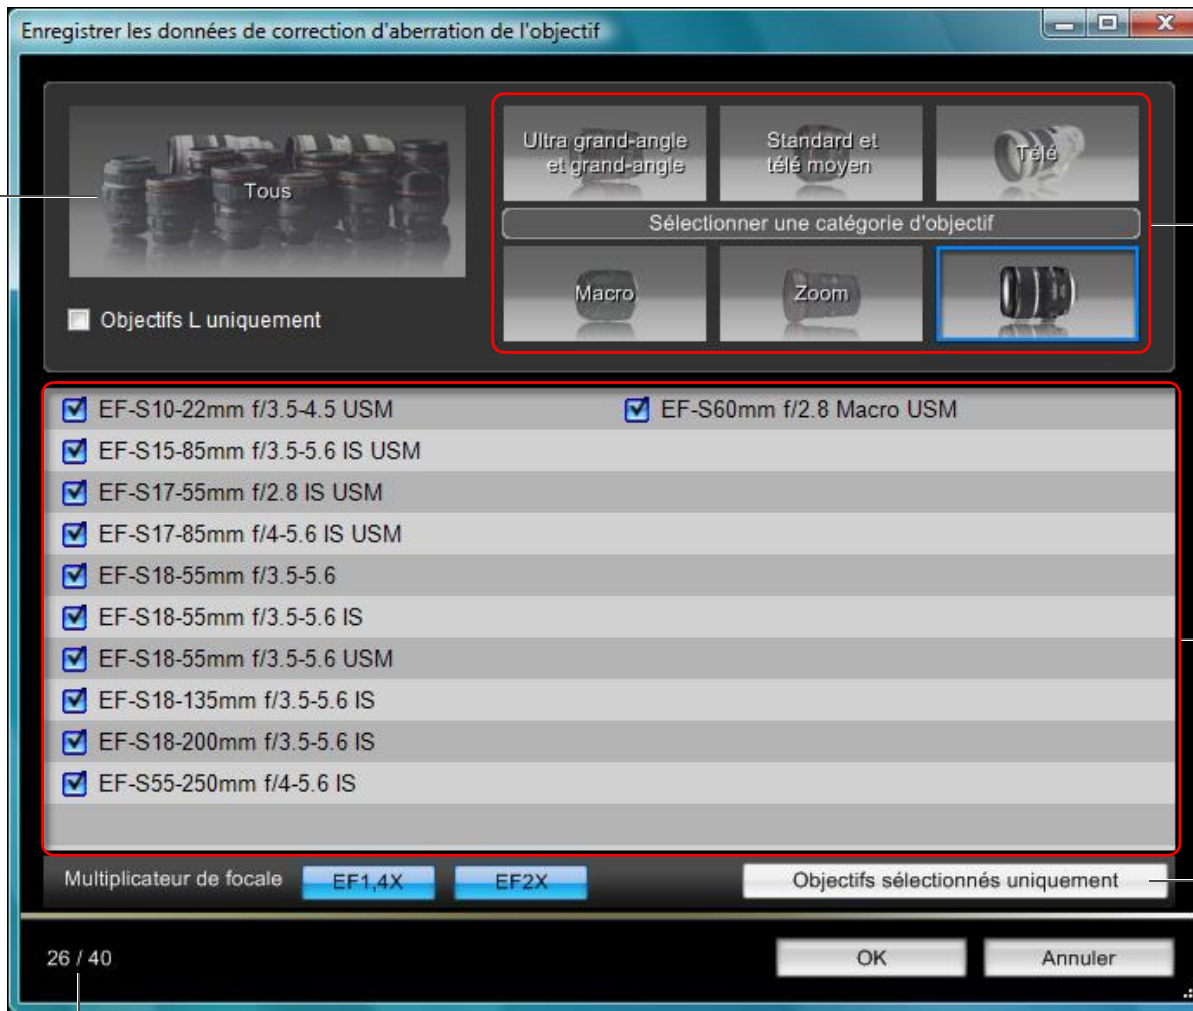 Enregistrer les données de correction d'aberration de l'objectif
Tous
Ultra grand-angle
et grand-angle
Standard et
télé moyen
Télé
Sélectionner une catégorie d'objectif
Macro
Zoom
Objectifs L uniquement
EF-S10-22mm f/3.5-4.5 USM
EF-S60mm f/2.8 Macro USM
EF-S15-85mm f/3.5-5.6 IS USM
EF-S17-55mm f/2.8 IS USM
EF-S17-85mm f/4-5.6 IS USM
EF-S18-55mm f/3.5-5.6
EF-S18-55mm f/3.5-5.6 IS
EF-S18-55mm f/3.5-5.6 USM
EF-S18-135mm f/3.5-5.6 IS
EF-S18-200mm f/3.5-5.6 IS
EF-S55-250mm f/4-5.6 IS
Multiplicateur de focale
EF1,4X
EF2X
Objectifs sélectionnés uniquement
26 / 40
OK
Annuler